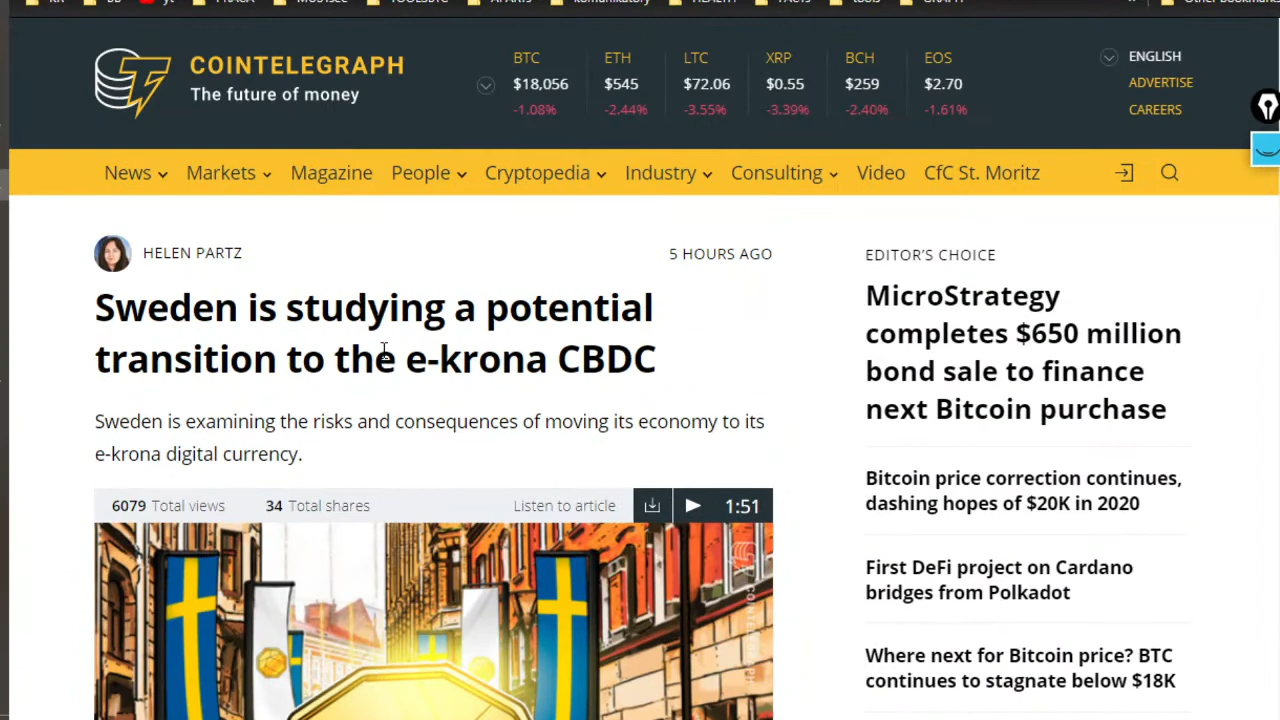 COINTELEGRAPH
The future of money
BTC ETH LTC XRP BCH EOS
$18,056 $545 $72.06 $0.55 $259 $2.70
-1.08% -2.44% -3.55% -3.39% -2.40% -1.61%
ENGLISH
ADVERTISE
CAREERS
News Markets Magazine People Cryptopedia Industry Consulting Video CfC St. Moritz
HELEN PARTZ
5 HOURS AGO
Sweden is studying a potential
transition to the e-krona CBDC
Sweden is examining the risks and consequences of moving its economy to its
e-krona digital currency.
6079 Total views 34 Total shares Listen to article 1:51
EDITOR'S CHOICE
MicroStrategy
completes $650 million
bond sale to finance
next Bitcoin purchase
Bitcoin price correction continues,
dashing hopes of $20K in 2020
First DeFi project on Cardano
bridges from Polkadot
Where next for Bitcoin price? BTC
continues to stagnate below $18K